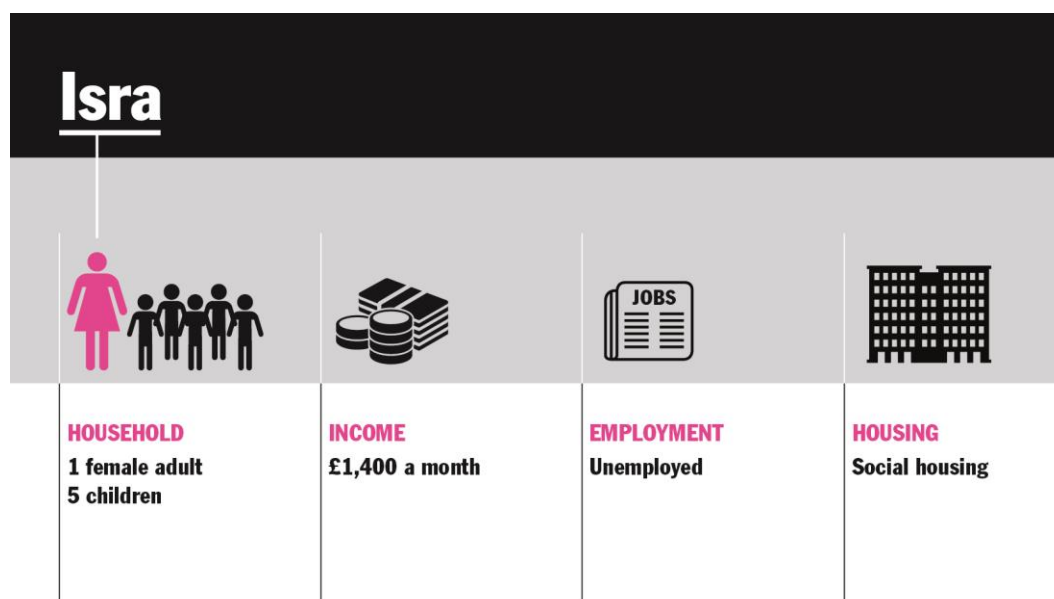 Isra
JOBS
HOUSEHOLD
1 female adult
5 children
INCOME
£1,400 a month
EMPLOYMENT
Unemployed
HOUSING
Social housing